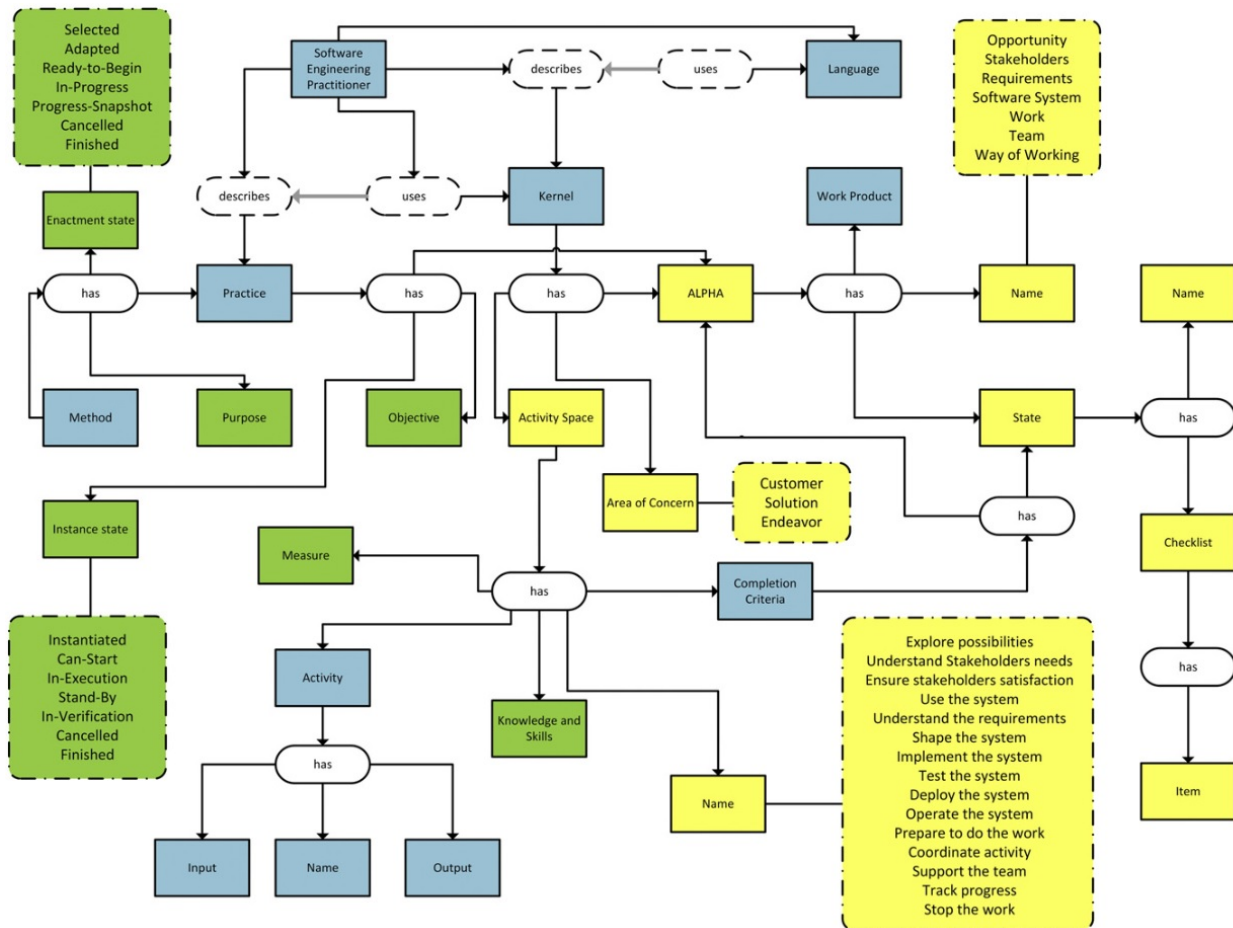 Selected
Adapted
Ready-to-Begin
In-Progress
Progress-Snapshot
Cancelled
Finished
Software
Engineering
Practitioner
describes
uses
Language
Opportunity
Stakeholders
Requirements
Software System
Work
Team
Way of Working
Enactment state
describes
uses
Kernel
Work Product
has
Practice
has
has
ALPHA
has
Name
Name
Method
Purpose
Objective
Activity Space
State
has
Area of Concern
Customer
Solution
Endeavor
has
Instance state
Measure
Checklist
has
Completion
Criteria
Instantiated
Can-Start
In-Execution
Stand-By
In-Verification
Cancelled
Finished
Activity
Knowledge and
Skills
Explore possibilities
Understand Stakeholders needs
Ensure stakeholders satisfaction
Use the system
Understand the requirements
Shape the system
Implement the system
Test the system
Deploy the system
Operate the system
Prepare to do the work
Coordinate activity
Support the team
Track progress
Stop the work
has
has
Name
Item
Input
Name
Output